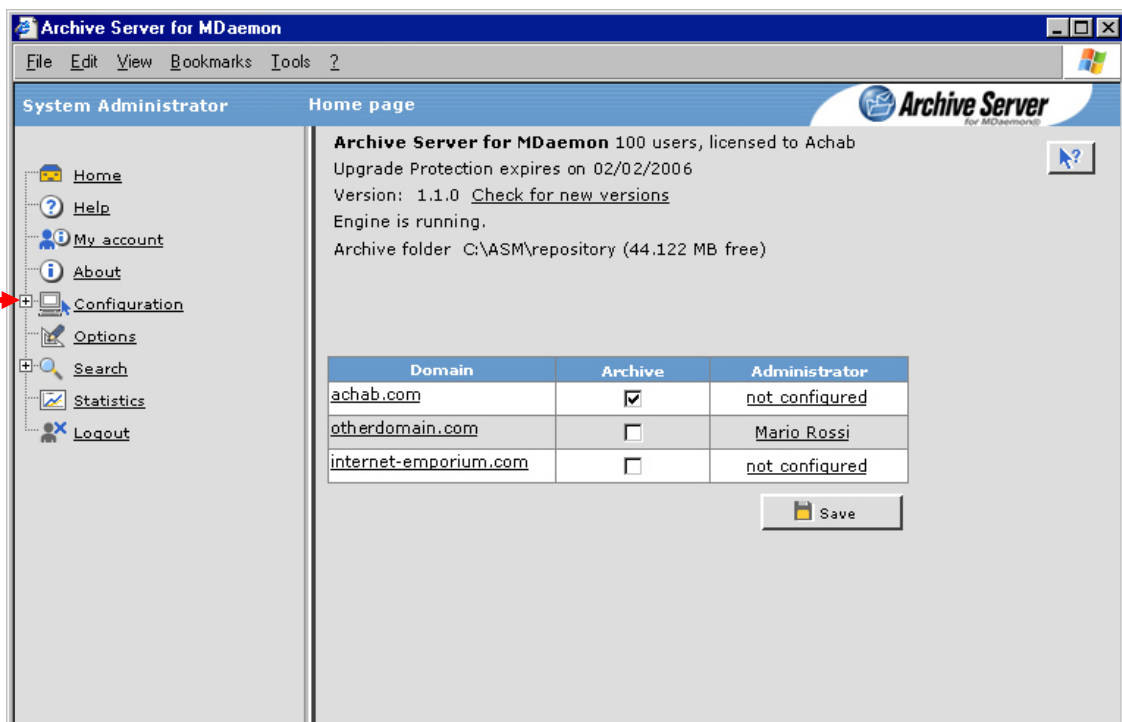 Archive Server for MDaemon
File Edit View Bookmarks Tools ?
System Administrator
Home page
Archive Server
for MDaemon®
Home
Help
My account
About
Configuration
Options
Search
Statistics
Logout
Archive Server for MDaemon 100 users, licensed to Achab
Upgrade Protection expires on 02/02/2006
Version: 1.1.0 Check for new versions
Engine is running.
Archive folder C:\ASM\repository (44.122 MB free)
Domain Archive Administrator
achab.com not configured
otherdomain.com Mario Rossi
internet-emporium.com not configured
Save